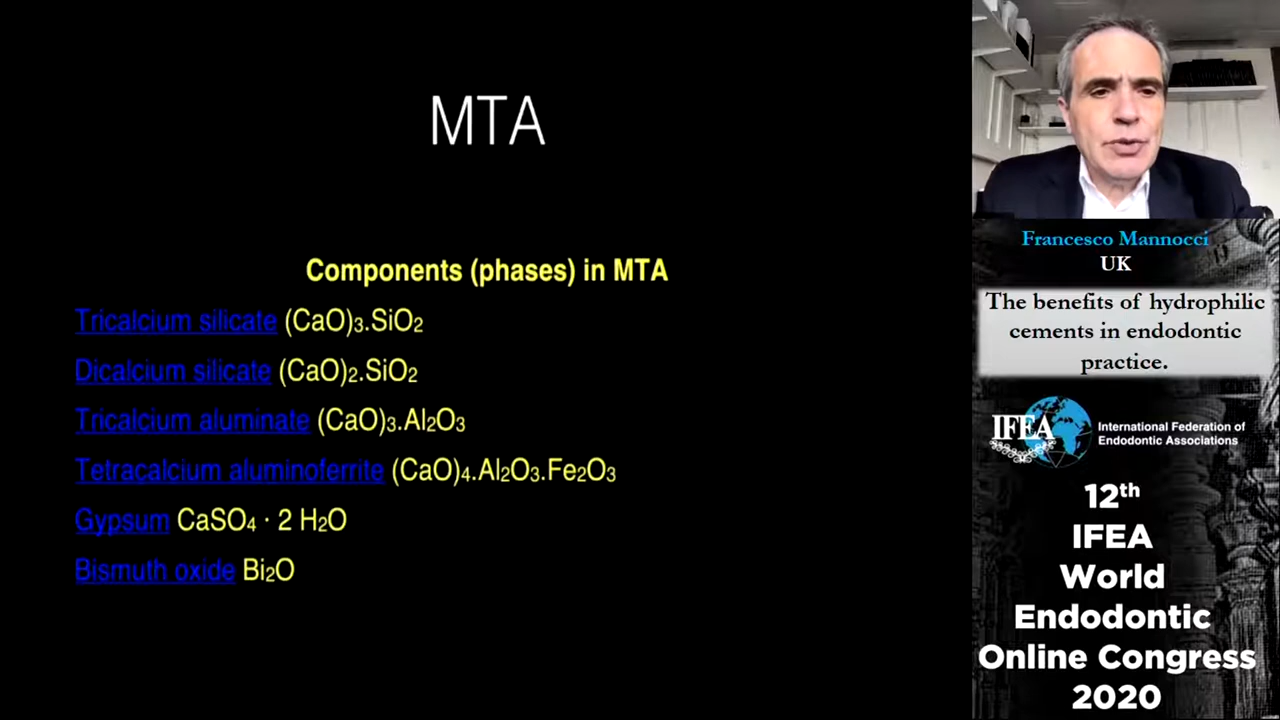 MTA
Components (phases) in MTA
Tricalcium silicate (CaO)₃.SiO₂
Dicalcium silicate (CaO)₂.SiO₂
Tricalcium aluminate (CaO)₃.Al₂O₃
Tetracalcium aluminoferrite (CaO)₄.Al₂O₃.Fe₂O₃
Gypsum CaSO₄ · 2 H₂O
Bismuth oxide Bi₂O
Francesco Mannocci
UK
The benefits of hydrophilic
cements in endodontic
practice.
IFEA
International Federation of
Endodontic Associations
12th
IFEA
World
Endodontic
Online Congress
2020